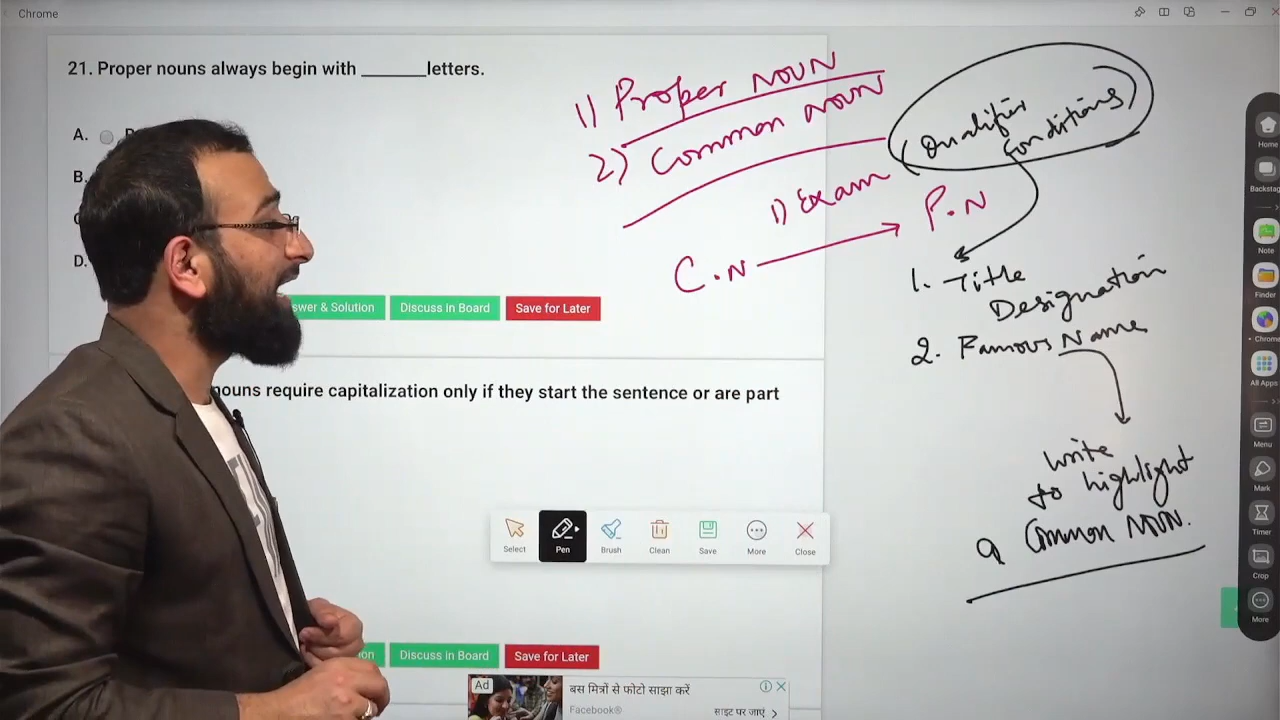 Chrome
21. Proper nouns always begin with _______letters.
A.
B.
D.
swer & Solution
Discuss in Board
Save for Later
nouns require capitalization only if they start the sentence or are part
Discuss in Board
Save for Later
1) Proper NOUN
2) Common NOUN
(Qualifier
Conditions)
1) Exam
C.N
P.N
1. Title
Designation
2. Famous Name
Write
to highlight
a Common NOUN.
Select
Pen
Brush
Clean
Save
More
Close
Ad
बस मित्रों से फोटो साझा करें
Facebook®
साइट पर जाएं
Home
Backstag
Note
Finder
Chrome
All Apps
Menu
Mark
Timer
Crop
More